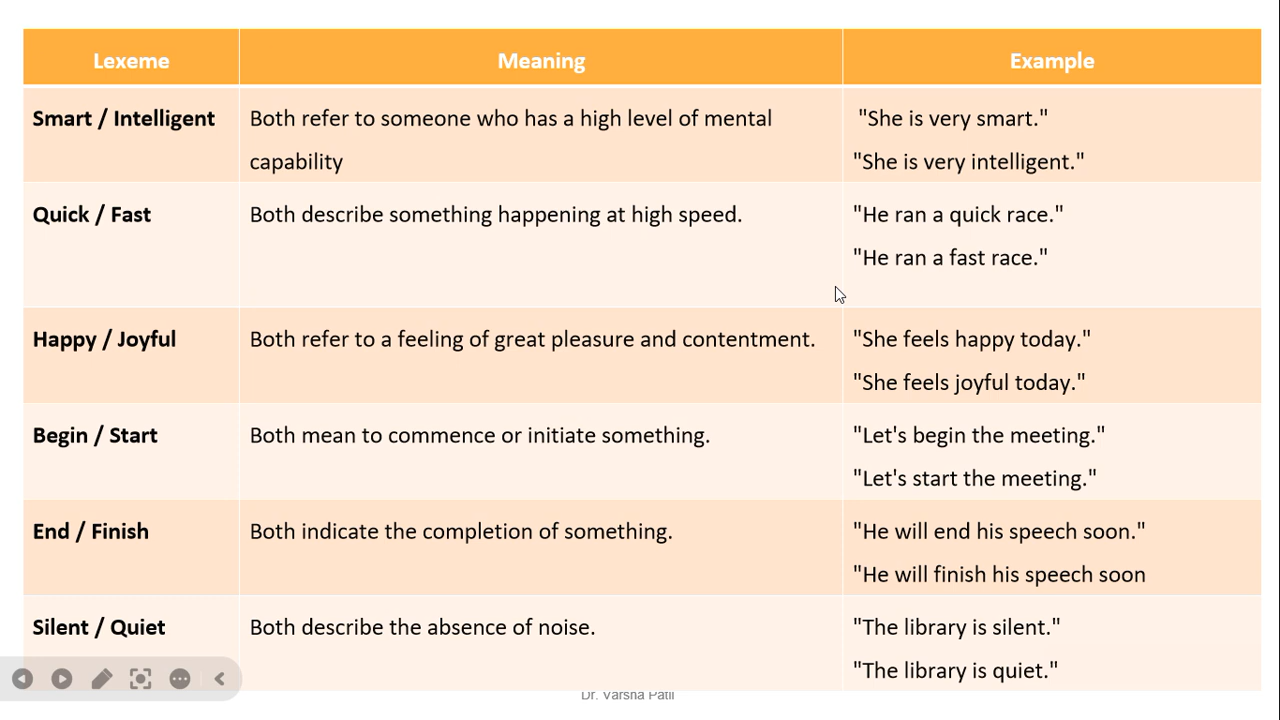 Lexeme Meaning Example
Smart / Intelligent Both refer to someone who has a high level of mental "She is very smart."
capability "She is very intelligent."
Quick / Fast Both describe something happening at high speed. "He ran a quick race."
"He ran a fast race."
Happy / Joyful Both refer to a feeling of great pleasure and contentment. "She feels happy today."
"She feels joyful today."
Begin / Start Both mean to commence or initiate something. "Let's begin the meeting."
"Let's start the meeting."
End / Finish Both indicate the completion of something. "He will end his speech soon."
"He will finish his speech soon
Silent / Quiet Both describe the absence of noise. "The library is silent."
"The library is quiet."
Dr. Varsha Patil